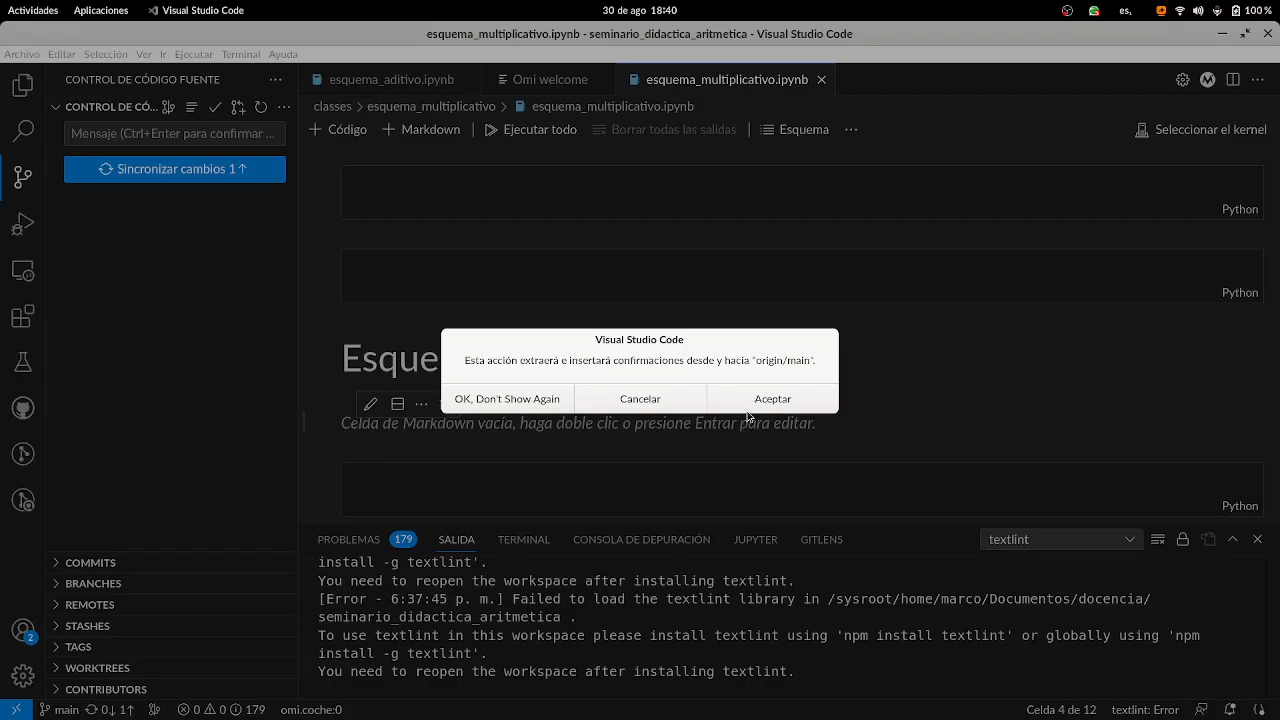 Actividades Aplicaciones Visual Studio Code 30 de ago 18:40 es, 100 %
esquema_multiplicativo.ipynb - seminario_didactica_aritmetica - Visual Studio Code
Archivo Editar Selección Ver Ir Ejecutar Terminal Ayuda
CONTROL DE CÓDIGO FUENTE
esquema_aditivo.ipynb Omi welcome esquema_multiplicativo.ipynb
CONTROL DE CÓ...
classes > esquema_multiplicativo > esquema_multiplicativo.ipynb
Mensaje (Ctrl+Enter para confirmar ...
Código Markdown Ejecutar todo Borrar todas las salidas Esquema ... Seleccionar el kernel
Sincronizar cambios 1↑
Python
Python
Esque
Visual Studio Code
Esta acción extraerá e insertará confirmaciones desde y hacia "origin/main".
OK, Don't Show Again Cancelar Aceptar
Celda de Markdown vacía, haga doble clic o presione Entrar para editar.
Python
PROBLEMAS 179 SALIDA TERMINAL CONSOLA DE DEPURACIÓN JUPYTER GITLENS textlint
install -g textlint'.
You need to reopen the workspace after installing textlint.
[Error - 6:37:45 p. m.] Failed to load the textlint library in /sysroot/home/marco/Documentos/docencia/
seminario_didactica_aritmetica .
To use textlint in this workspace please install textlint using 'npm install textlint' or globally using 'npm
install -g textlint'.
You need to reopen the workspace after installing textlint.
COMMITS
BRANCHES
REMOTES
STASHES
TAGS
WORKTREES
CONTRIBUTORS
2
main 0↓ 1↑ 0 0 179 omi.coche:0 Celda 4 de 12 textlint: Error